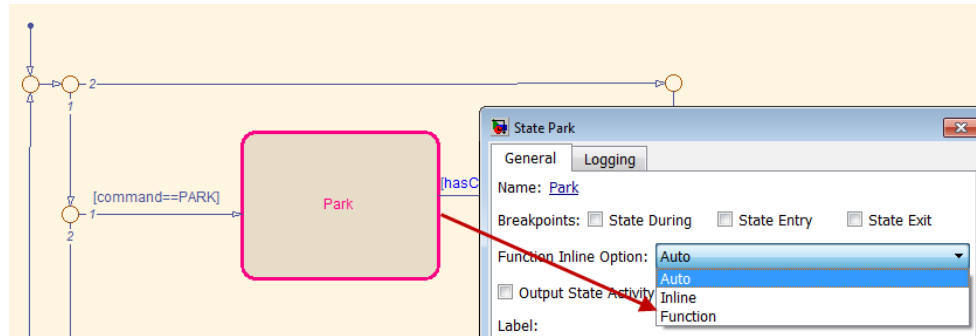 2
1
[command==PARK]
1
2
Park
[hasC
State Park
General Logging
Name: Park
Breakpoints: State During State Entry State Exit
Function Inline Option: Auto
Auto
Output State Activity Inline
Function
Label: